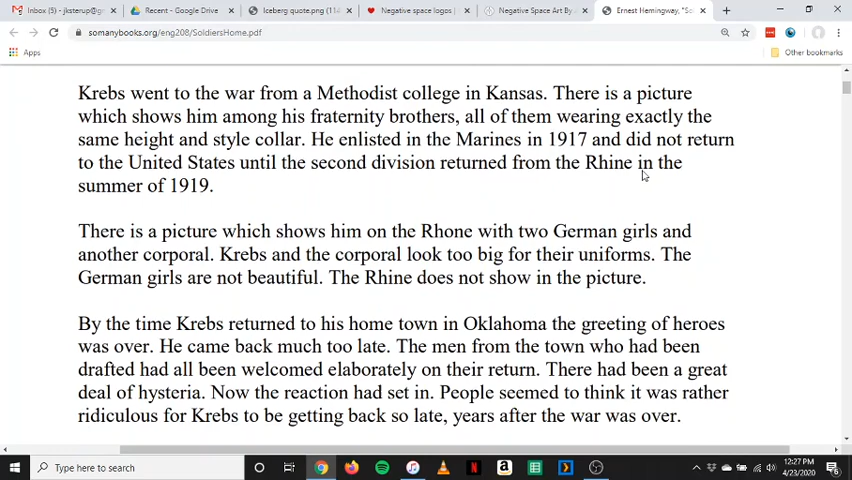 Inbox (515) - jksterup@gr
Recent - Google Drive
Iceberg quote.png (114
Negative space logos |
Negative Space Art By
Ernest Hemingway, "So
somanybooks.org/eng208/SoldiersHome.pdf
Apps
Other bookmarks
Krebs went to the war from a Methodist college in Kansas. There is a picture
which shows him among his fraternity brothers, all of them wearing exactly the
same height and style collar. He enlisted in the Marines in 1917 and did not return
to the United States until the second division returned from the Rhine in the
summer of 1919.
There is a picture which shows him on the Rhone with two German girls and
another corporal. Krebs and the corporal look too big for their uniforms. The
German girls are not beautiful. The Rhine does not show in the picture.
By the time Krebs returned to his home town in Oklahoma the greeting of heroes
was over. He came back much too late. The men from the town who had been
drafted had all been welcomed elaborately on their return. There had been a great
deal of hysteria. Now the reaction had set in. People seemed to think it was rather
ridiculous for Krebs to be getting back so late, years after the war was over.
Type here to search
12:27 PM
4/23/2020